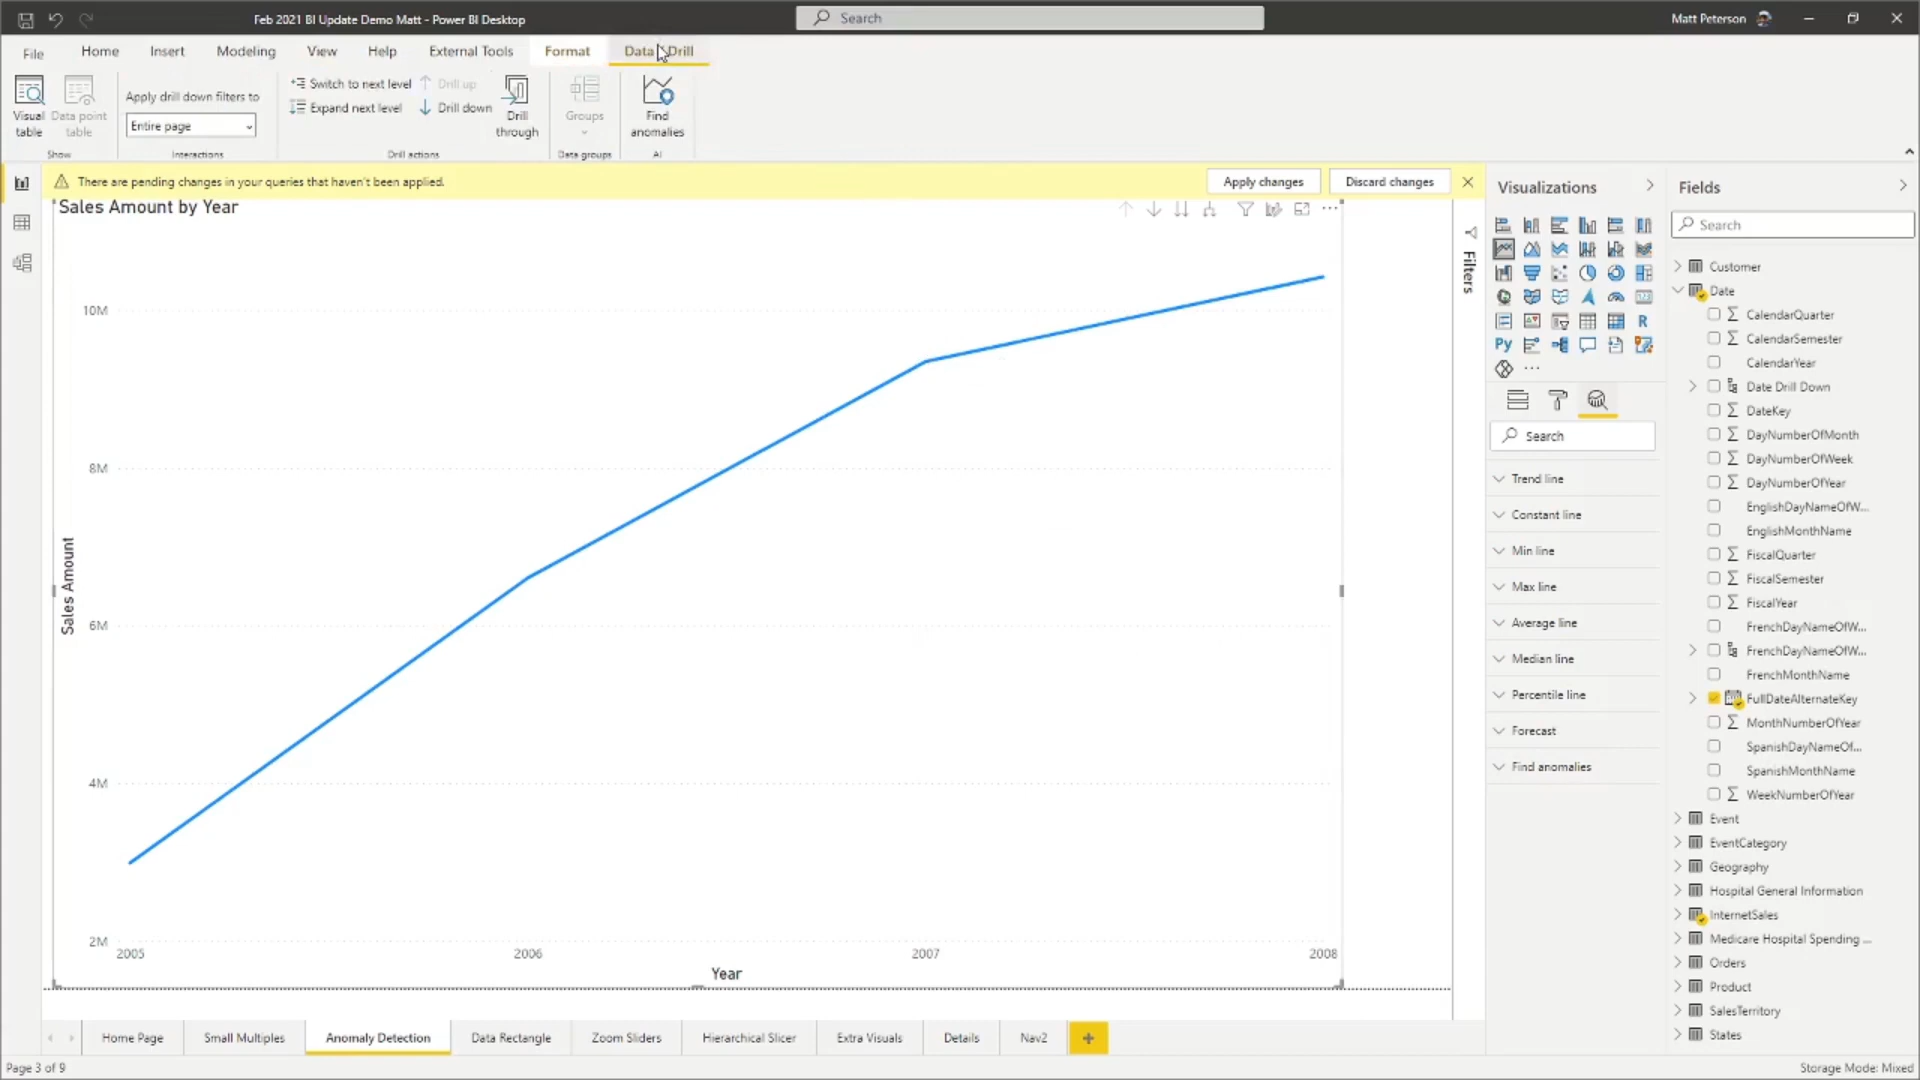 Feb 2021 BI Update Demo Matt - Power BI Desktop
Search
Matt Peterson
File
Home
Insert
Modeling
View
Help
External Tools
Format
Data / Drill
Visual table
Data point table
Show
Apply drill down filters to
Entire page
Interactions
Switch to next level
Expand next level
Drill up
Drill down
Drill through
Drill actions
Groups
Data groups
Find anomalies
AI
There are pending changes in your queries that haven't been applied.
Apply changes
Discard changes
Sales Amount by Year
10M
8M
6M
4M
2M
Sales Amount
2005
2006
2007
2008
Year
Filters
Visualizations
R
Py
123
Search
Trend line
Constant line
Min line
Max line
Average line
Median line
Percentile line
Forecast
Find anomalies
Fields
Search
Customer
Date
CalendarQuarter
CalendarSemester
CalendarYear
Date Drill Down
DateKey
DayNumberOfMonth
DayNumberOfWeek
DayNumberOfYear
EnglishDayNameOfW...
EnglishMonthName
FiscalQuarter
FiscalSemester
FiscalYear
FrenchDayNameOfW...
FrenchDayNameOfW...
FrenchMonthName
FullDateAlternateKey
MonthNumberOfYear
SpanishDayNameOf...
SpanishMonthName
WeekNumberOfYear
Event
EventCategory
Geography
Hospital General Information
InternetSales
Medicare Hospital Spending ...
Orders
Product
SalesTerritory
States
Home Page
Small Multiples
Anomaly Detection
Data Rectangle
Zoom Sliders
Hierarchical Slicer
Extra Visuals
Details
Nav2
+
Page 3 of 9
Storage Mode: Mixed